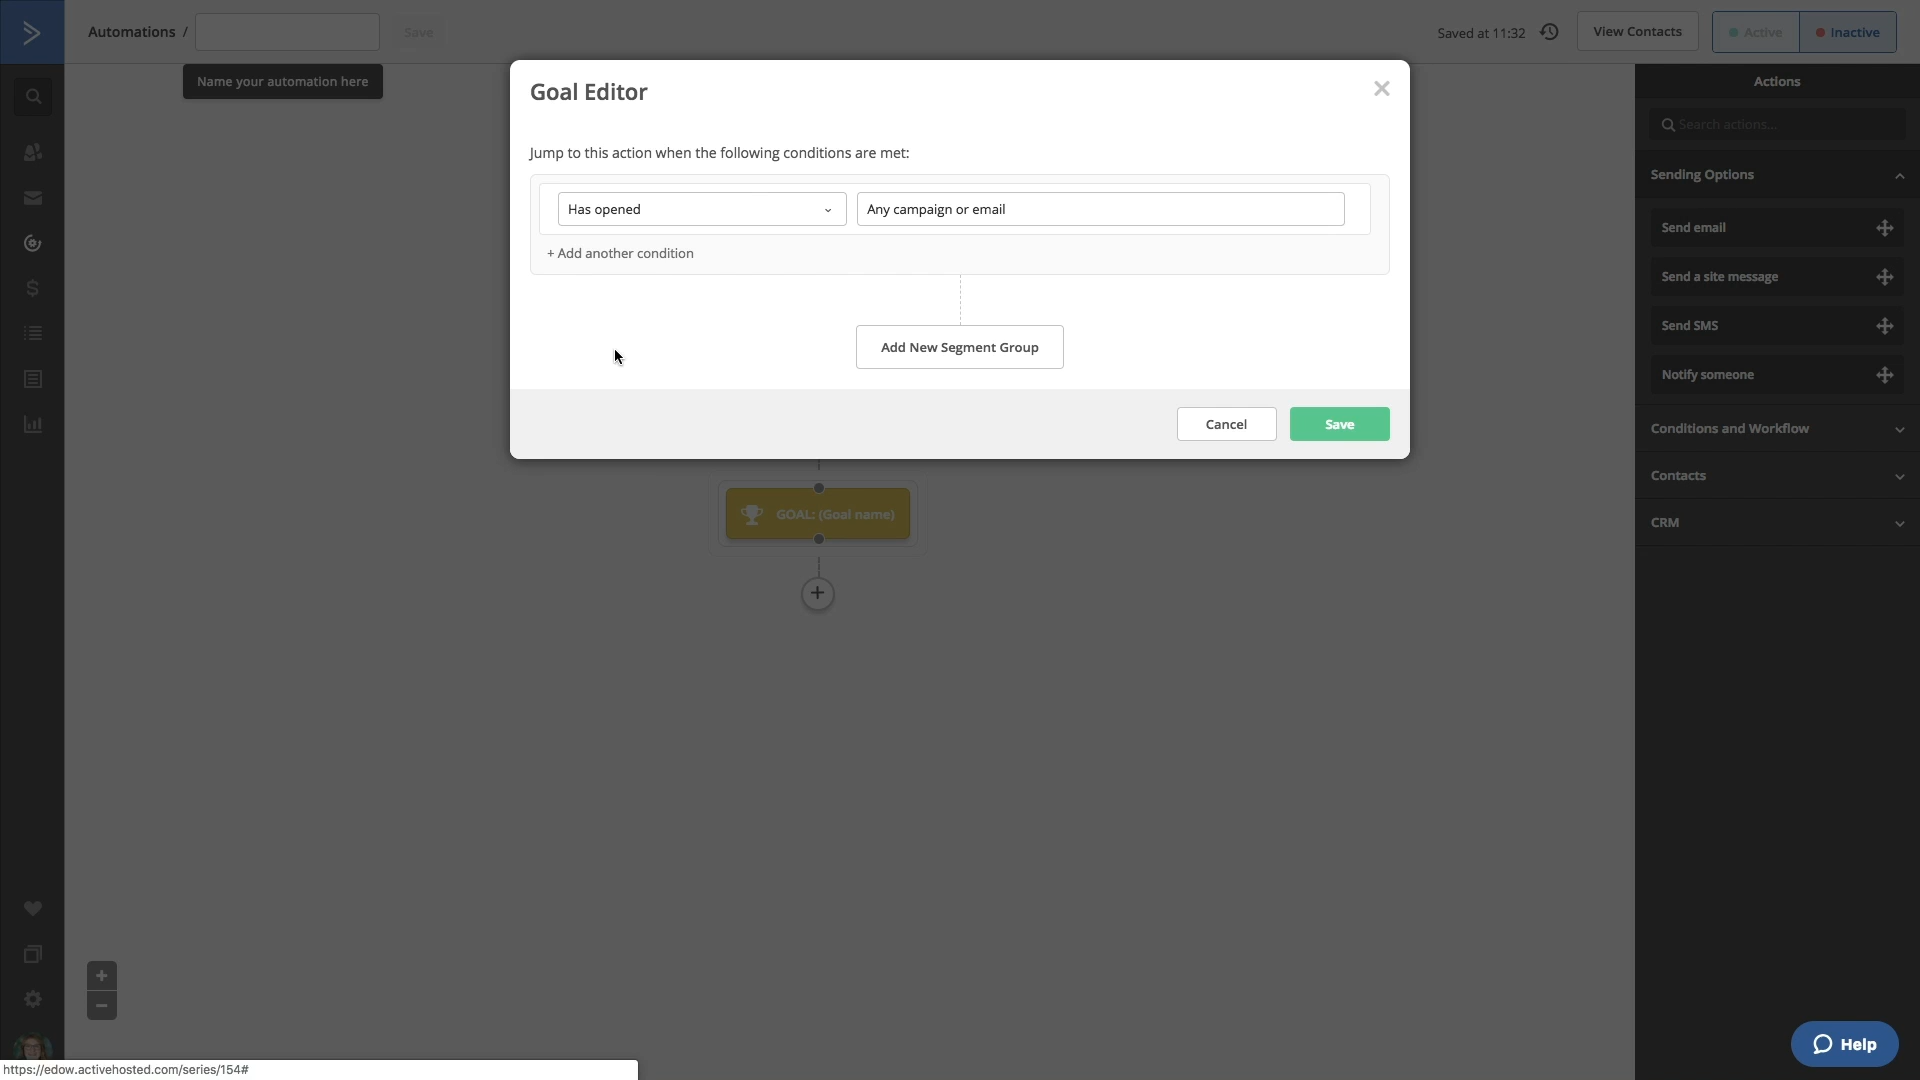 Automations /
Save
Saved at 11:32
View Contacts
Active
Inactive
Name your automation here
Goal Editor
Jump to this action when the following conditions are met:
Has opened
Any campaign or email
+ Add another condition
Add New Segment Group
Cancel
Save
GOAL: (Goal name)
Actions
Search actions...
Sending Options
Send email
Send a site message
Send SMS
Notify someone
Conditions and Workflow
Contacts
CRM
Help
https://edow.activehosted.com/series/154#